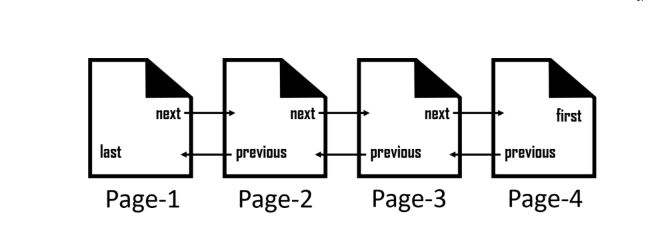 next next next first
last previous previous previous
Page-1 Page-2 Page-3 Page-4